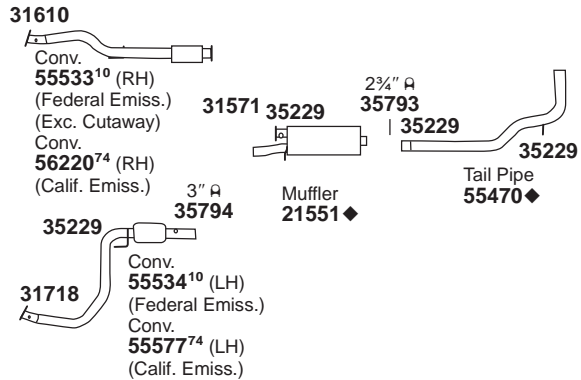 31610
Conv.
55533¹⁰ (RH)
(Federal Emiss.)
(Exc. Cutaway)
Conv.
56220⁷⁴ (RH)
(Calif. Emiss.)
31571 35229
2¾″
35793
35229
35229
Muffler
21551◆
Tail Pipe
55470◆
3″
35794
35229
31718
Conv.
55534¹⁰ (LH)
(Federal Emiss.)
Conv.
55577⁷⁴ (LH)
(Calif. Emiss.)